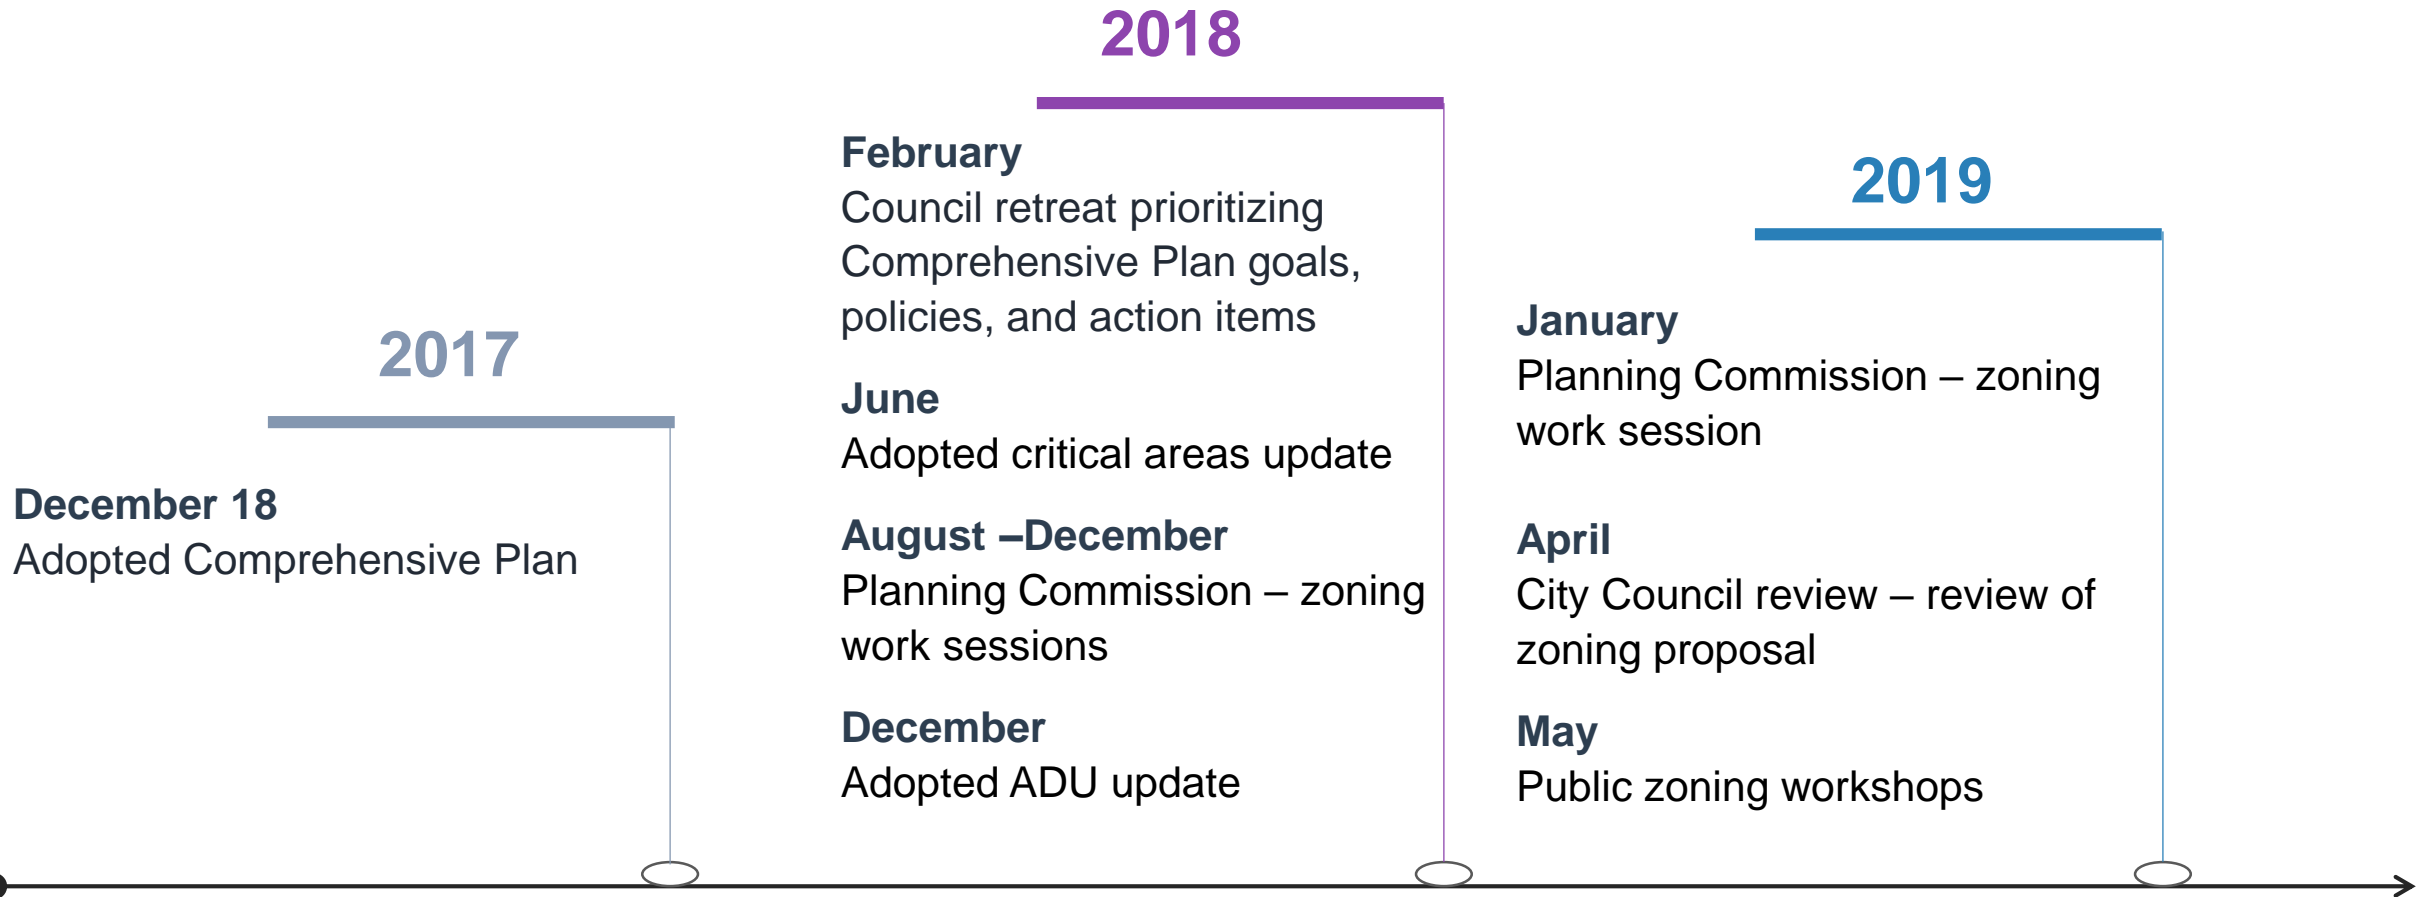 2017
December 18
Adopted Comprehensive Plan
2018
February
Council retreat prioritizing
Comprehensive Plan goals,
policies, and action items
June
Adopted critical areas update
August –December
Planning Commission – zoning
work sessions
December
Adopted ADU update
2019
January
Planning Commission – zoning
work session
April
City Council review – review of
zoning proposal
May
Public zoning workshops